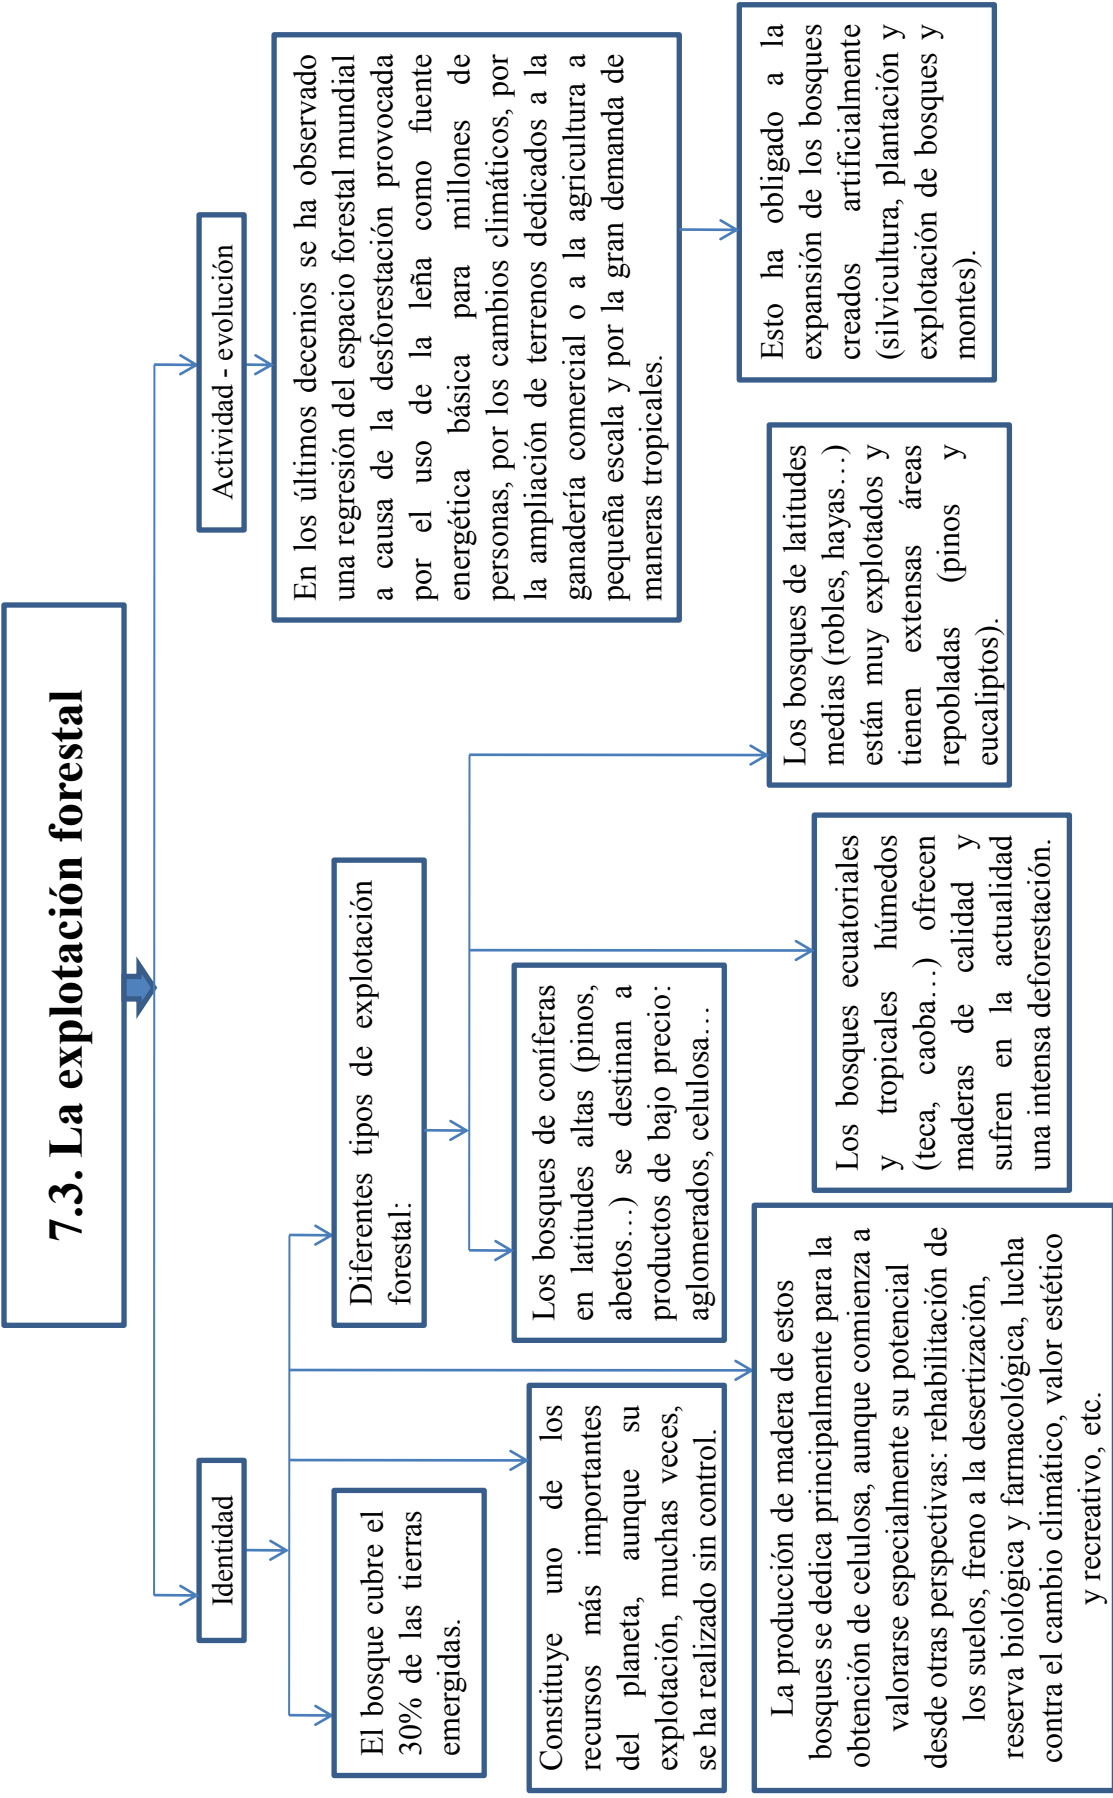 7.3. La explotación forestal
Identidad
El bosque cubre el
30% de las tierras
emergidas.
Constituye uno de los
recursos más importantes
del planeta, aunque su
explotación, muchas veces,
se ha realizado sin control.
La producción de madera de estos
bosques se dedica principalmente para la
obtención de celulosa, aunque comienza a
valorarse especialmente su potencial
desde otras perspectivas: rehabilitación de
los suelos, freno a la desertización,
reserva biológica y farmacológica, lucha
contra el cambio climático, valor estético
y recreativo, etc.
Diferentes tipos de explotación
forestal:
Los bosques de coníferas
en latitudes altas (pinos,
abetos…) se destinan a
productos de bajo precio:
aglomerados, celulosa…
Los bosques ecuatoriales
y tropicales húmedos
(teca, caoba…) ofrecen
maderas de calidad y
sufren en la actualidad
una intensa deforestación.
Los bosques de latitudes
medias (robles, hayas…)
están muy explotados y
tienen extensas áreas
repobladas (pinos y
eucaliptos).
Actividad - evolución
En los últimos decenios se ha observado
una regresión del espacio forestal mundial
a causa de la desforestación provocada
por el uso de la leña como fuente
energética básica para millones de
personas, por los cambios climáticos, por
la ampliación de terrenos dedicados a la
ganadería comercial o a la agricultura a
pequeña escala y por la gran demanda de
maneras tropicales.
Esto ha obligado a la
expansión de los bosques
creados artificialmente
(silvicultura, plantación y
explotación de bosques y
montes).